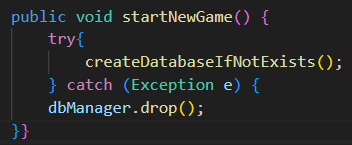 public void startNewGame() {
    try{
        createDatabaseIfNotExists();
    } catch (Exception e) {
    dbManager.drop();
}}